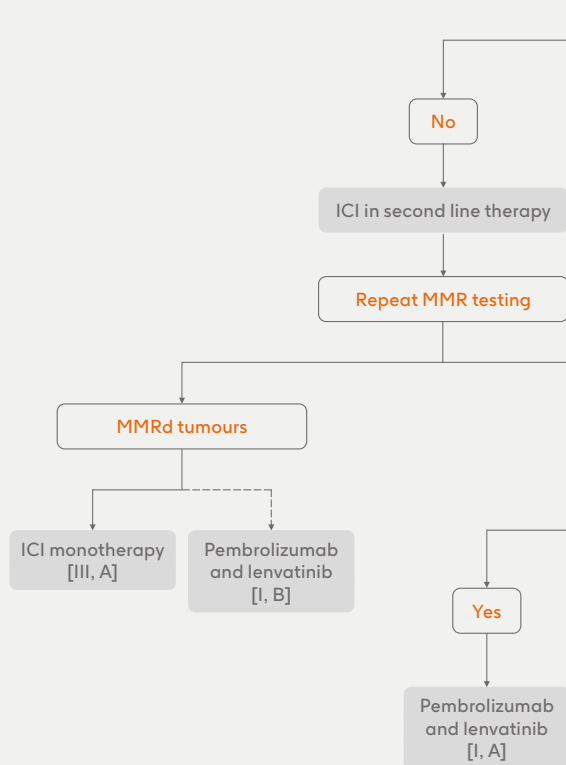 No
ICI in second line therapy
Repeat MMR testing
MMRd tumours
ICI monotherapy
[III, A]
Pembrolizumab
and lenvatinib
[I, B]
Yes
Pembrolizumab
and lenvatinib
[I, A]